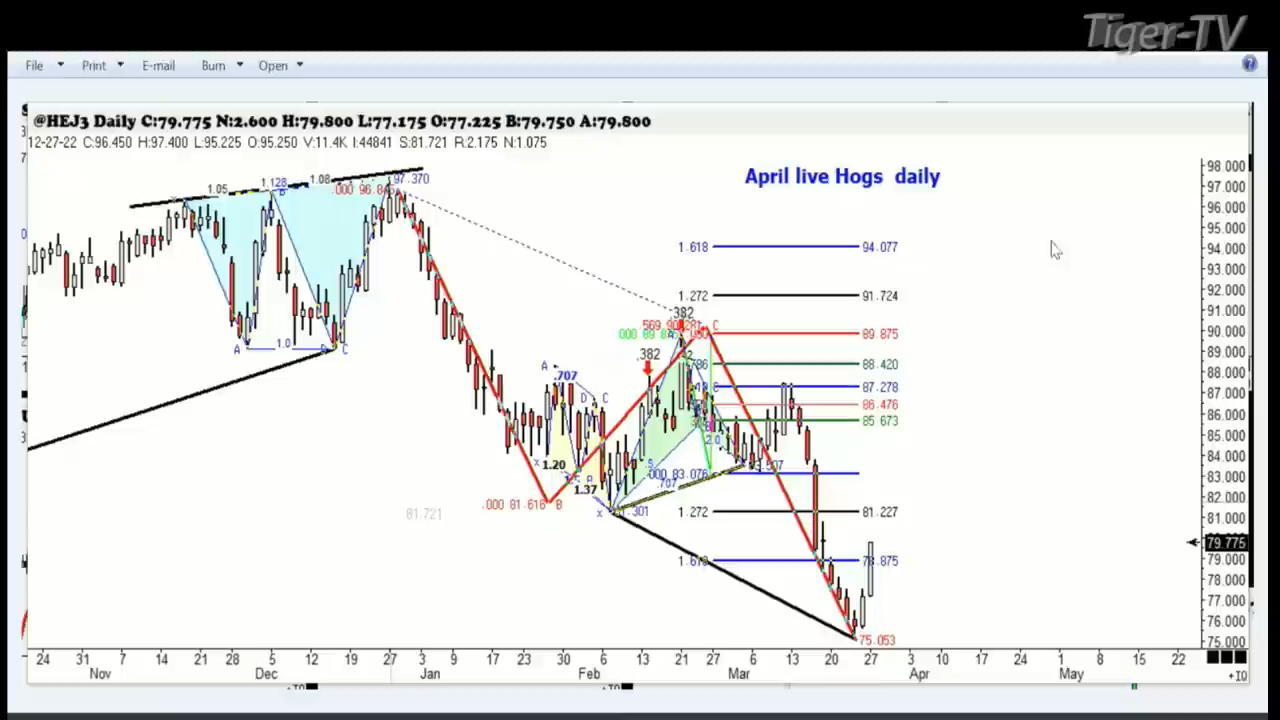 Tiger-TV
File Print E-mail Burn Open
@HEJ3 Daily C:79.775 N:2.600 H:79.800 L:77.175 O:77.225 B:79.750 A:79.800
12-27-22 C:96.450 H:97.400 L:95.225 O:95.250 V:11.4K I:44841 S:81.721 R:2.175 N:1.075
April live Hogs daily
98.000
1.05 1.128 1.08 97.370 97.000
B
96.000
95.000
1.618 94.077 94.000
93.000
92.000
1.272 91.724
91.000
.382
C
89.875 90.000
A 1.0 C .382 89.000
88.420
A .707 88.000
87.278 87.000
D C 86.476
86.000
85.673
85.000
2.0
x 1.20 84.000
.000 83.076 83.000
.707
1.37
.000 81.616 B 82.000
81.721 x 1.272 81.227
81.000
79.775
1.618 79.000
78.000
77.000
76.000
75.053 75.000
24 31 7 14 21 28 5 12 19 27 3 9 17 23 30 6 13 21 27 6 13 20 27 3 10 17 24 1 8 15 22
Nov Dec Jan Feb Mar Apr May